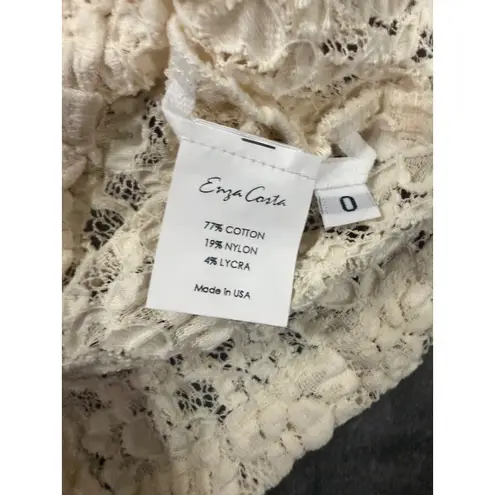 Enza Costa
77% COTTON
19% NYLON
4% LYCRA
Made in USA
0